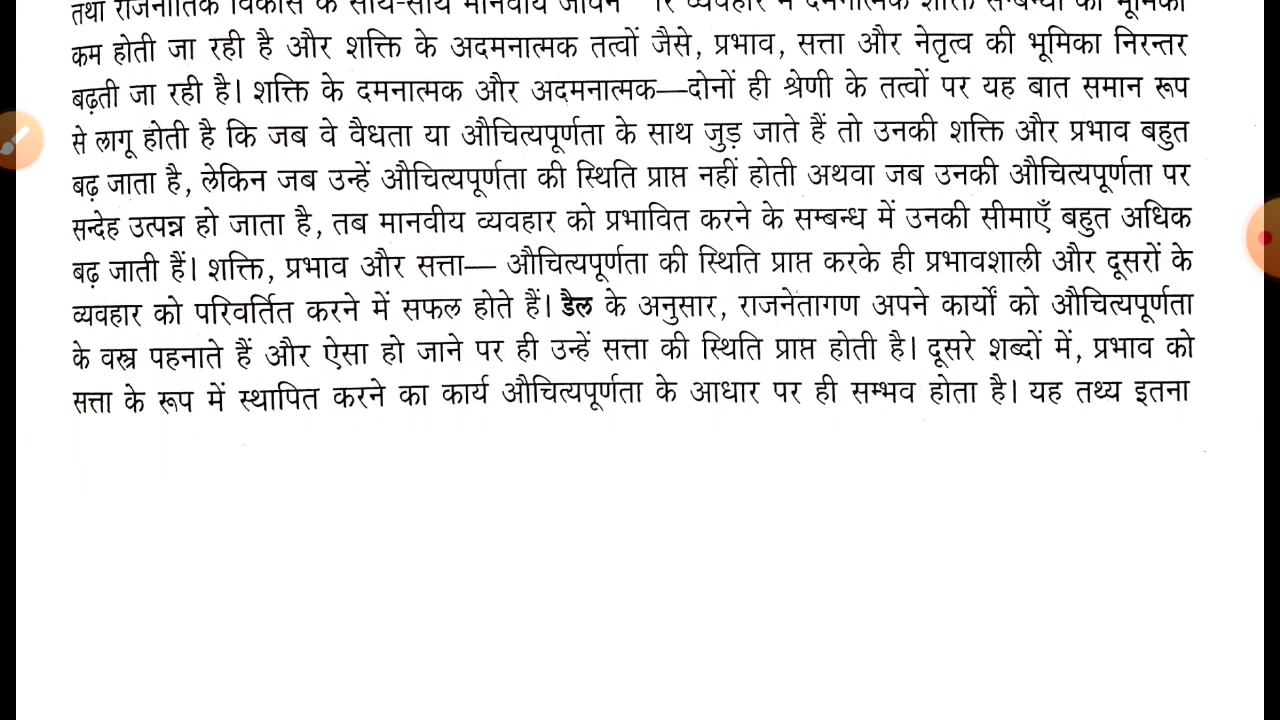 तथा राजनीतिक विकास के साथ-साथ मानवीय जीवन व्यवहार में दमनात्मक शक्ति सम्बन्धों की भूमिका
कम होती जा रही है और शक्ति के अदमनात्मक तत्वों जैसे, प्रभाव, सत्ता और नेतृत्व की भूमिका निरन्तर
बढ़ती जा रही है। शक्ति के दमनात्मक और अदमनात्मक—दोनों ही श्रेणी के तत्वों पर यह बात समान रूप
से लागू होती है कि जब वे वैधता या औचित्यपूर्णता के साथ जुड़ जाते हैं तो उनकी शक्ति और प्रभाव बहुत
बढ़ जाता है, लेकिन जब उन्हें औचित्यपूर्णता की स्थिति प्राप्त नहीं होती अथवा जब उनकी औचित्यपूर्णता पर
सन्देह उत्पन्न हो जाता है, तब मानवीय व्यवहार को प्रभावित करने के सम्बन्ध में उनकी सीमाएँ बहुत अधिक
बढ़ जाती हैं। शक्ति, प्रभाव और सत्ता— औचित्यपूर्णता की स्थिति प्राप्त करके ही प्रभावशाली और दूसरों के
व्यवहार को परिवर्तित करने में सफल होते हैं। डैल के अनुसार, राजनेतागण अपने कार्यों को औचित्यपूर्णता
के वस्त्र पहनाते हैं और ऐसा हो जाने पर ही उन्हें सत्ता की स्थिति प्राप्त होती है। दूसरे शब्दों में, प्रभाव को
सत्ता के रूप में स्थापित करने का कार्य औचित्यपूर्णता के आधार पर ही सम्भव होता है। यह तथ्य इतना